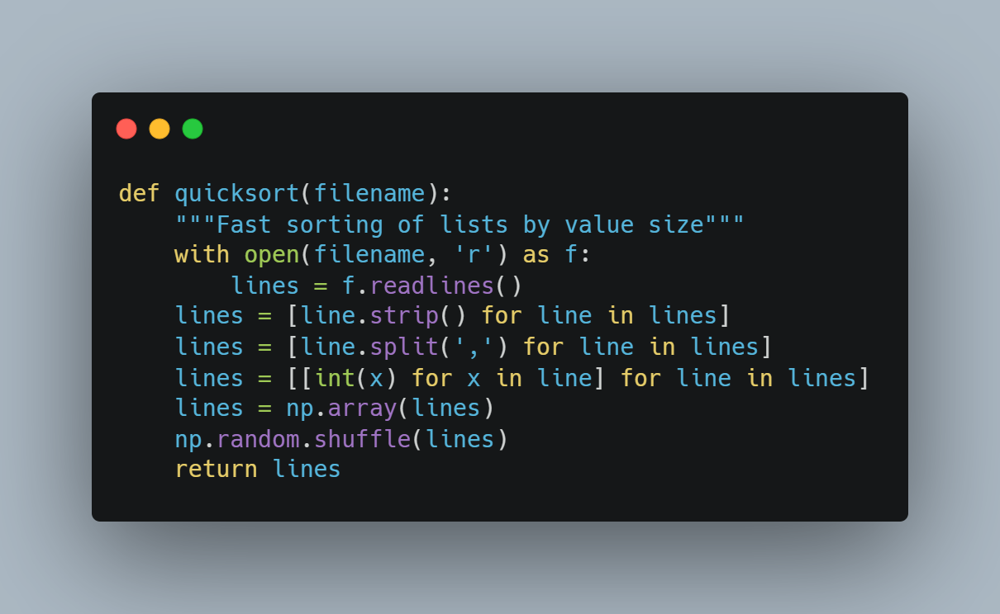 def quicksort(filename):
    """Fast sorting of lists by value size"""
    with open(filename, 'r') as f:
        lines = f.readlines()
    lines = [line.strip() for line in lines]
    lines = [line.split(',') for line in lines]
    lines = [[int(x) for x in line] for line in lines]
    lines = np.array(lines)
    np.random.shuffle(lines)
    return lines